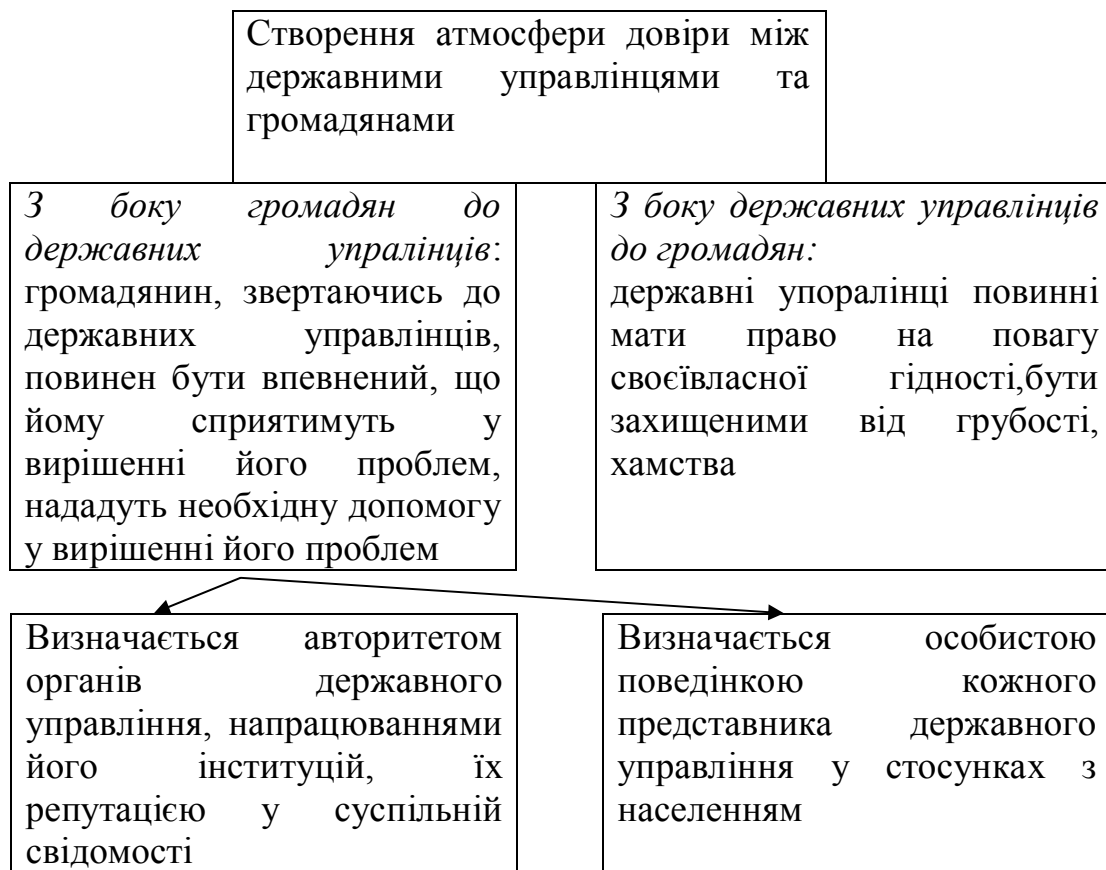 Створення атмосфери довіри між
державними управлінцями та
громадянами
З боку громадян до
державних упралінців:
громадянин, звертаючись до
державних управлінців,
повинен бути впевнений, що
йому сприятимуть у
вирішенні його проблем,
нададуть необхідну допомогу
у вирішенні його проблем
З боку державних управлінців
до громадян:
державні упоралінці повинні
мати право на повагу
своєївласної гідності,бути
захищеними від грубості,
хамства
Визначається авторитетом
органів державного
управління, напрацюваннями
його інституцій, їх
репутацією у суспільній
свідомості
Визначається особистою
поведінкою кожного
представника державного
управління у стосунках з
населенням